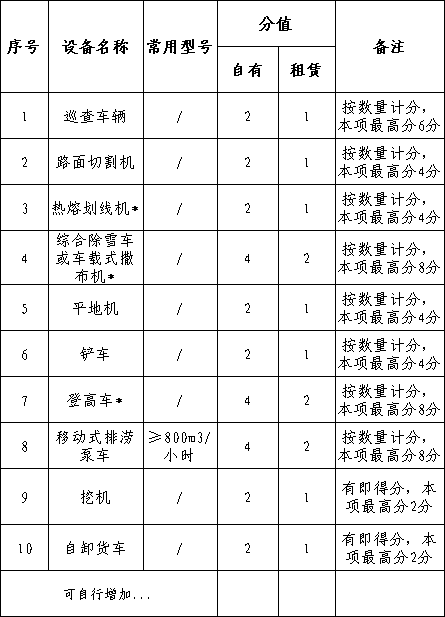 序号 设备名称 常用型号 分值 备注
自有 租赁
1 巡查车辆 / 2 1 按数量计分，
本项最高分6分
2 路面切割机 / 2 1 按数量计分，
本项最高分4分
3 热熔划线机* / 2 1 按数量计分，
本项最高分4分
4 综合除雪车
或车载式撒
布机* / 4 2 按数量计分，
本项最高分8分
5 平地机 / 2 1 按数量计分，
本项最高分4分
6 铲车 / 2 1 按数量计分，
本项最高分4分
7 登高车* / 4 2 按数量计分，
本项最高分8分
8 移动式排涝
泵车 ≥800m3/
小时 4 2 按数量计分，
本项最高分8分
9 挖机 / 2 1 有即得分，本
项最高分2分
10 自卸货车 / 2 1 有即得分，本
项最高分2分
可自行增加...